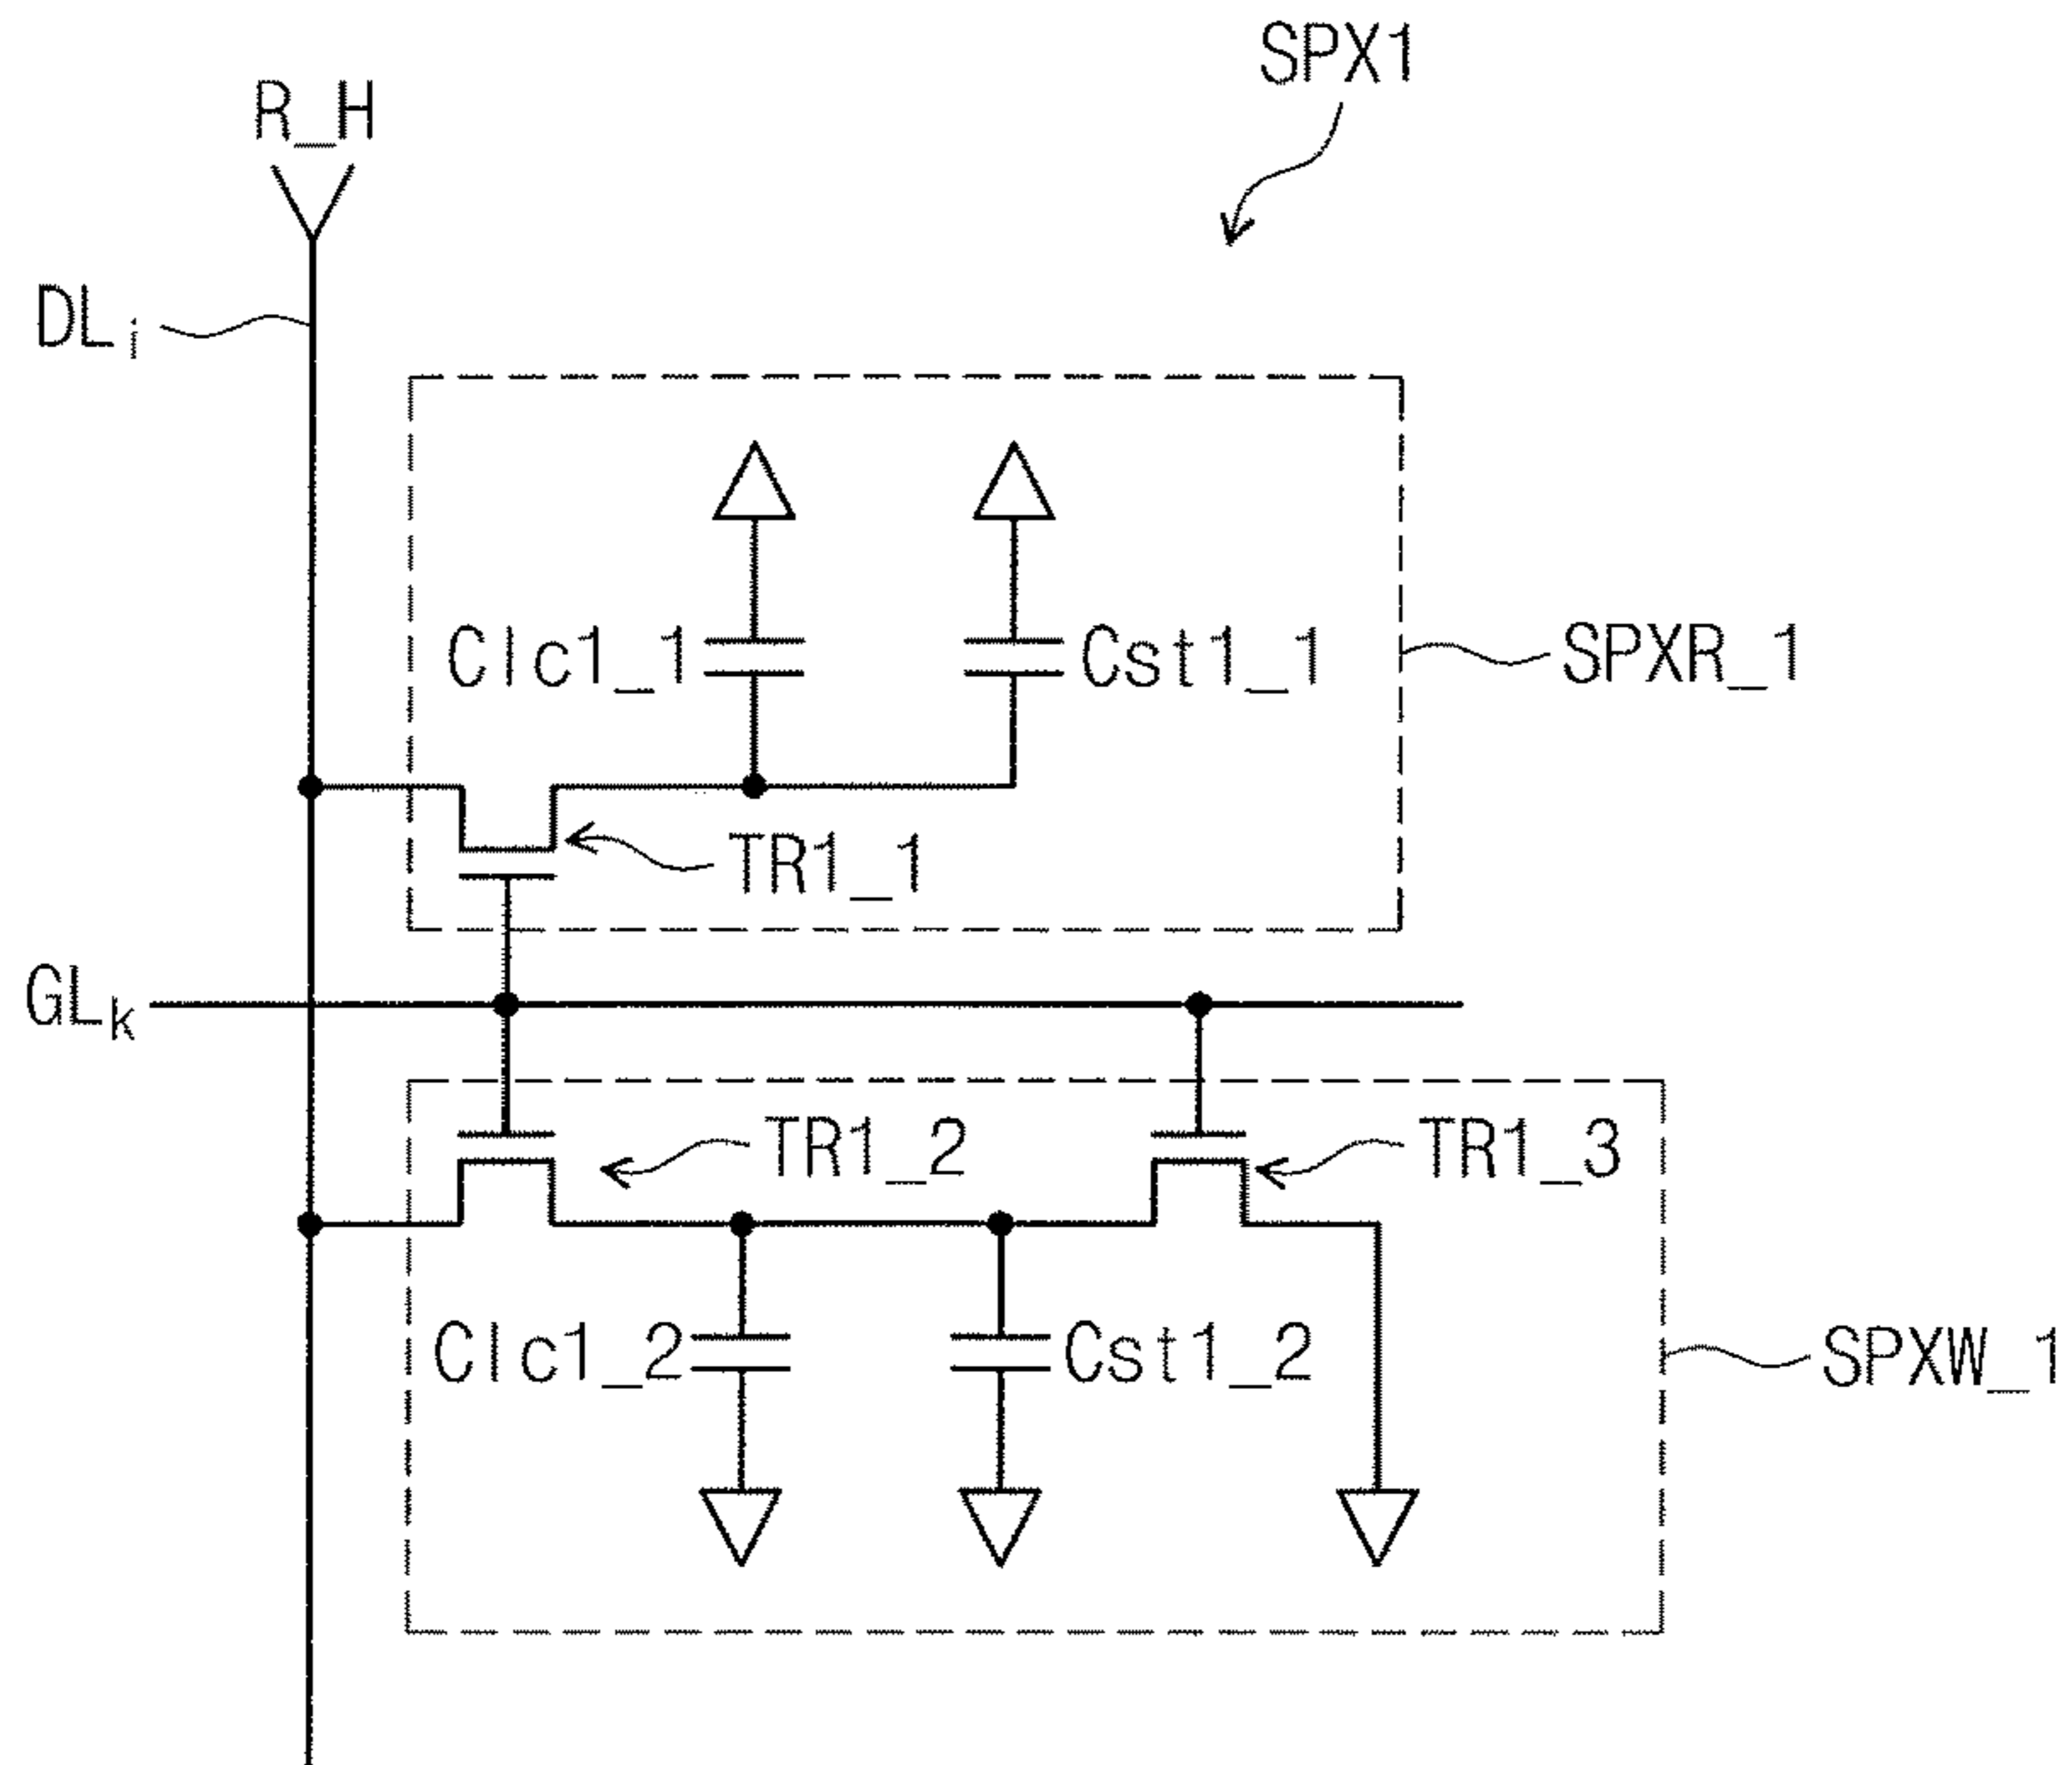 SPX1
R_H
DLi
Clc1_1
Cst1_1
SPXR_1
TR1_1
GLk
TR1_2
TR1_3
Clc1_2
Cst1_2
SPXW_1